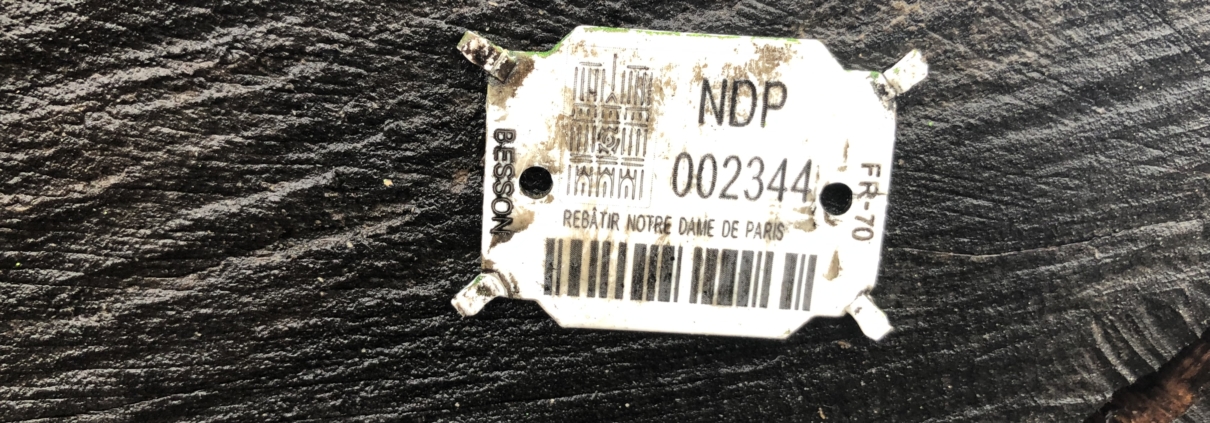 NDP
002344
REBÂTIR NOTRE DAME DE PARIS
BESSON
FR-70